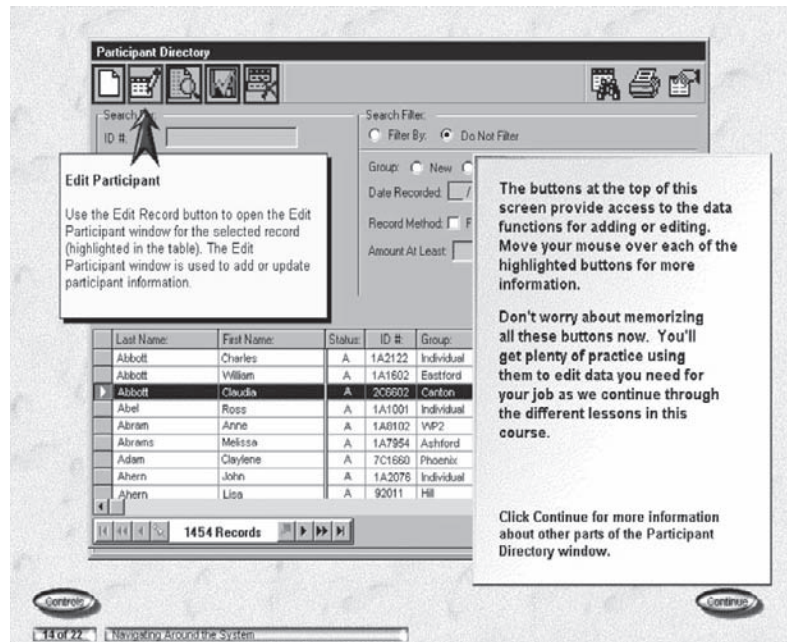 Participant Directory
Search
ID #:
Search Filter:
Filter By: Do Not Filter
Group: New
Date Recorded: /
Record Method: F
Amount At Least:
Edit Participant
Use the Edit Record button to open the Edit
Participant window for the selected record
(highlighted in the table). The Edit
Participant window is used to add or update
participant information.
The buttons at the top of this
screen provide access to the data
functions for adding or editing.
Move your mouse over each of the
highlighted buttons for more
information.
Don't worry about memorizing
all these buttons now. You'll
get plenty of practice using
them to edit data you need for
your job as we continue through
the different lessons in this
course.
Click Continue for more information
about other parts of the Participant
Directory window.
Last Name: First Name: Status: ID #: Group:
Abbott Charles A 1A2122 Individual
Abbott William A 1A1602 Eastford
Abbott Claudia A 2C6602 Canton
Abel Ross A 1A1001 Individual
Abram Anne A 1A8102 WP2
Abrams Melissa A 1A7954 Ashford
Adam Claylene A 7C1660 Phoenix
Ahern John A 1A2076 Individual
Ahern Lisa A 92011 Hill
1454 Records
Controls
Continue
14 of 22 Navigating Around the System